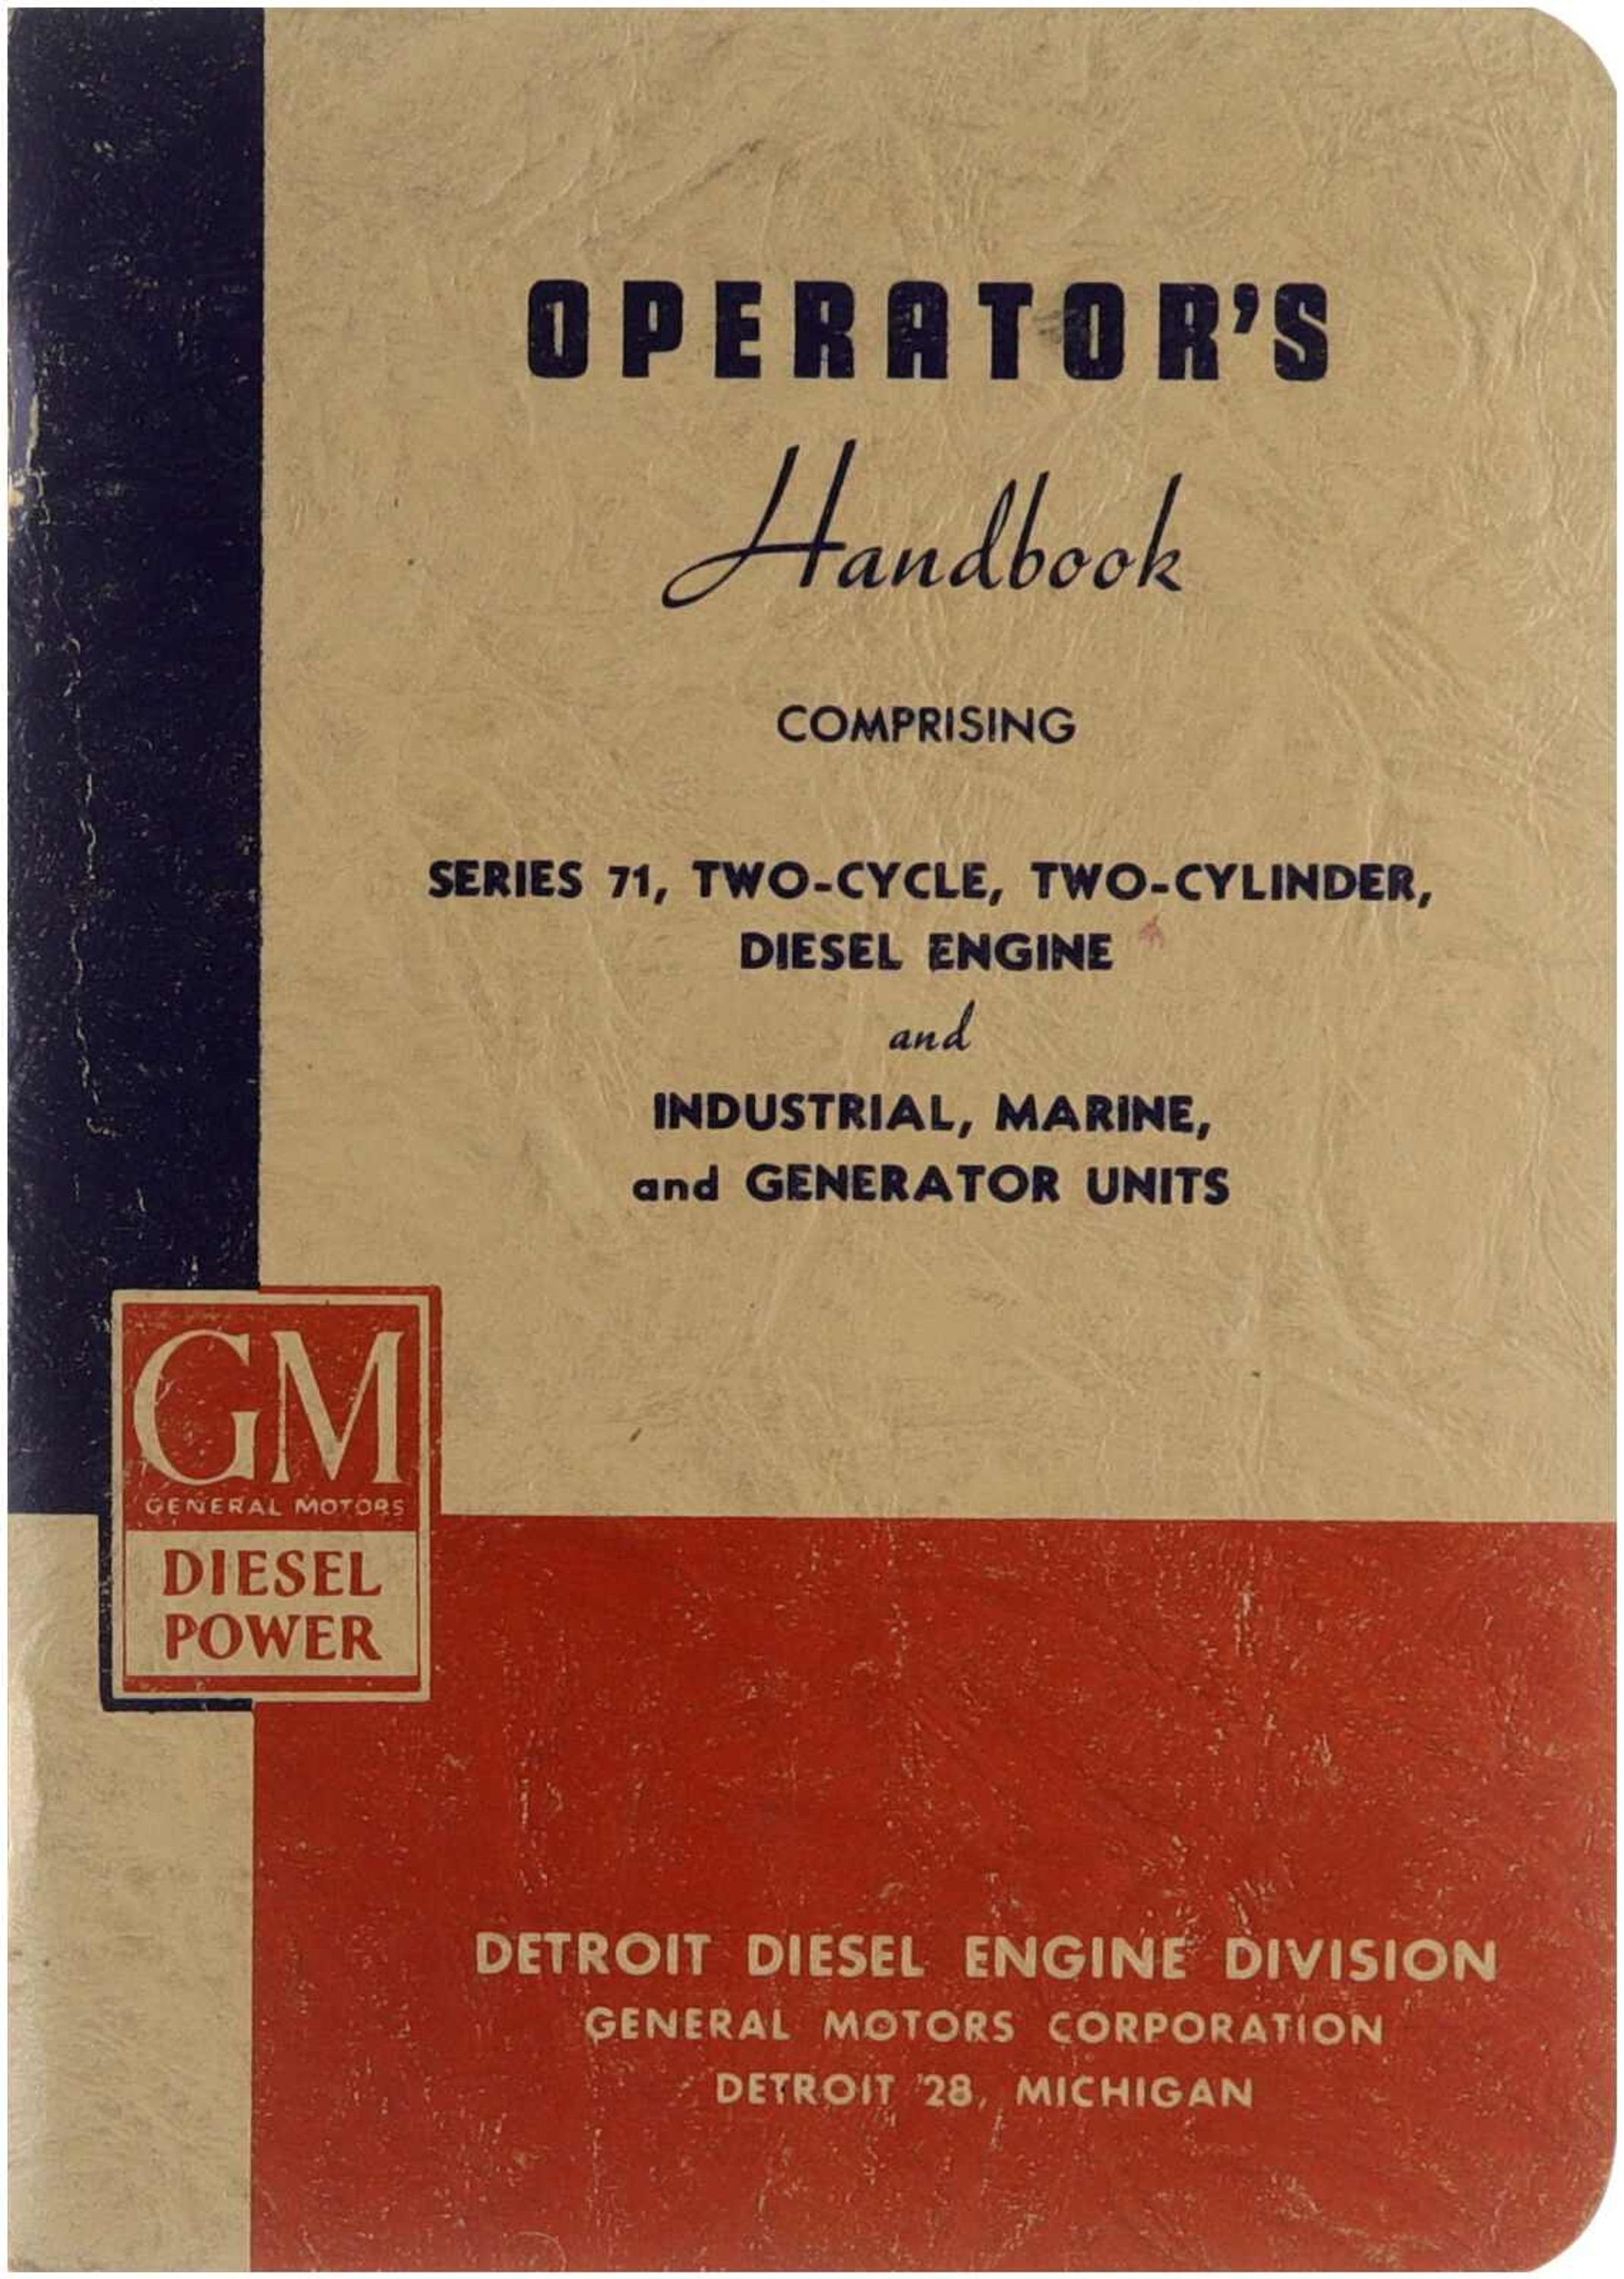 OPERATOR'S
Handbook
COMPRISING
SERIES 71, TWO-CYCLE, TWO-CYLINDER,
DIESEL ENGINE
and
INDUSTRIAL, MARINE,
and GENERATOR UNITS
GM
GENERAL MOTORS
DIESEL
POWER
DETROIT DIESEL ENGINE DIVISION
GENERAL MOTORS CORPORATION
DETROIT 28, MICHIGAN